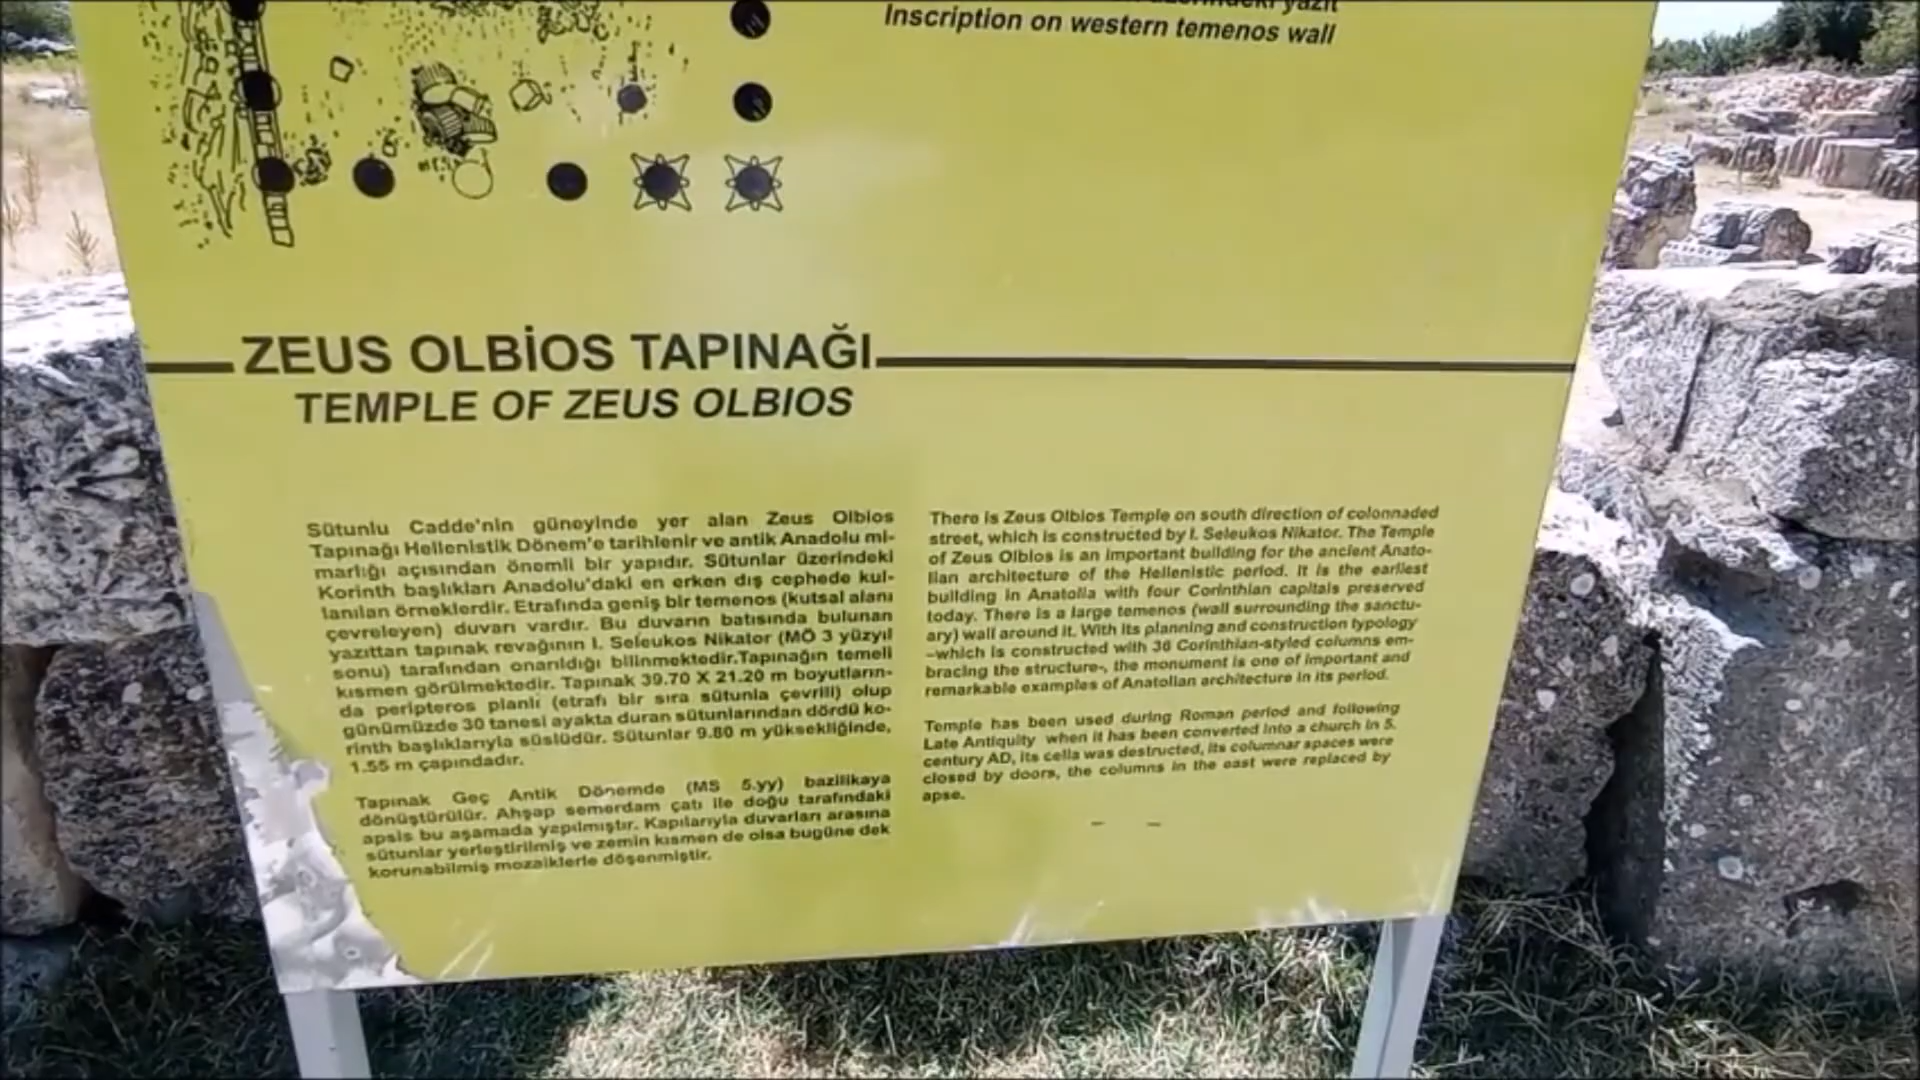 yazıt
Inscription on western temenos wall
ZEUS OLBİOS TAPINAĞI
TEMPLE OF ZEUS OLBIOS
Sütunlu Cadde'nin güneyinde yer alan Zeus Olbios
Tapınağı Hellenistik Dönem'e tarihlenir ve antik Anadolu mi-
marlığı açısından önemli bir yapıdır. Sütunlar üzerindeki
Korinth başlıkları Anadolu'daki en erken dış cephede kul-
lanılan örneklerdir. Etrafında geniş bir temenos (kutsal alanı
çevreleyen) duvarı vardır. Bu duvarın batısında bulunan
yazıttan tapınak revağının I. Seleukos Nikator (MÖ 3 yüzyıl
sonu) tarafından onarıldığı bilinmektedir.Tapınağın temeli
kısmen görülmektedir. Tapınak 39.70 X 21.20 m boyutların-
da peripteros planlı (etrafı bir sıra sütunla çevrili) olup
günümüzde 30 tanesi ayakta duran sütunlarından dördü ko-
rinth başlıklarıyla süslüdür. Sütunlar 9.80 m yüksekliğinde,
1.55 m çapındadır.
Tapınak Geç Antik Dönemde (MS 5.yy) bazilikaya
dönüştürülür. Ahşap semerdam çatı ile doğu tarafındaki
apsis bu aşamada yapılmıştır. Kapılarıyla duvarları arasına
sütunlar yerleştirilmiş ve zemin kısmen de olsa bugüne dek
korunabilmiş mozaiklerle döşenmiştir.
There is Zeus Olbios Temple on south direction of colonnaded
street, which is constructed by I. Seleukos Nikator. The Temple
of Zeus Olbios is an important building for the ancient Anato-
lian architecture of the Hellenistic period. It is the earliest
building in Anatolia with four Corinthian capitals preserved
today. There is a large temenos (wall surrounding the sanctu-
ary) wall around it. With its planning and construction typology
-which is constructed with 36 Corinthian-styled columns em-
bracing the structure-, the monument is one of important and
remarkable examples of Anatolian architecture in its period.
Temple has been used during Roman period and following
Late Antiquity when it has been converted into a church in 5.
century AD, its cella was destructed, its columnar spaces were
closed by doors, the columns in the east were replaced by
apse.